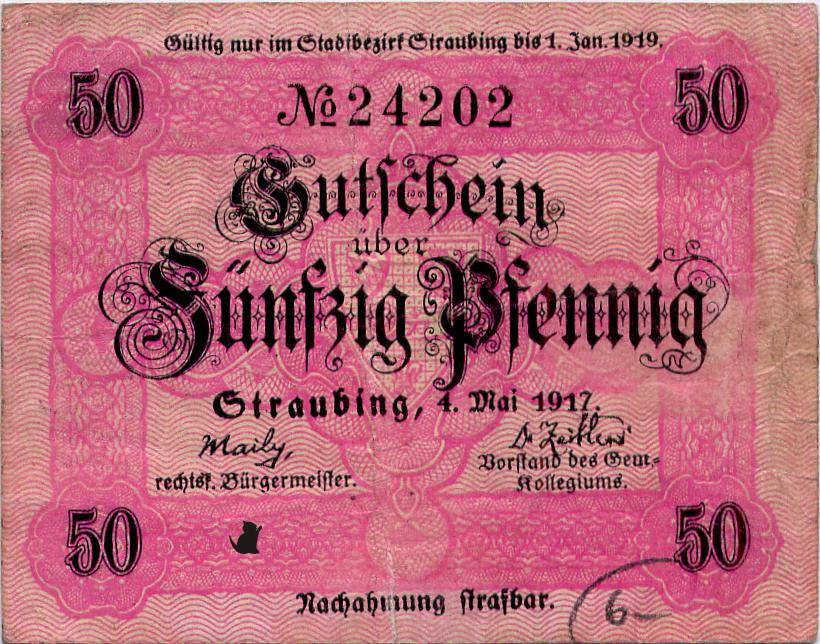 Gültig nur im Stadtbezirk Straubing bis 1. Jan. 1919.
50 50
№ 24202
Gutschein
über
Fünfzig Pfennig
Straubing, 4. Mai 1917.
Maily,
rechtsk. Bürgermeister.
Vorstand des Gem.=
Kollegiums.
50 50
Nachahmung strafbar.
6